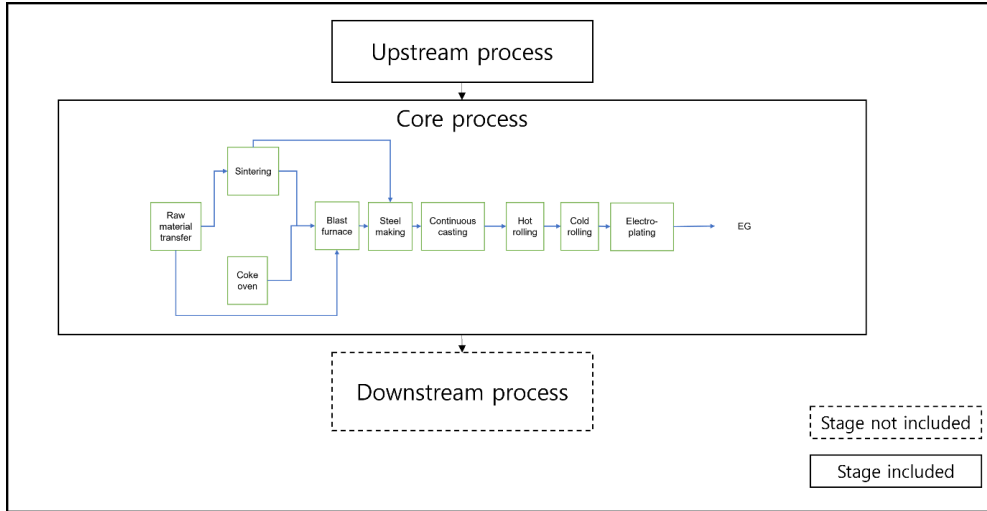 Upstream process
Core process
Sintering
Raw
material
transfer
Coke
oven
Blast
furnace
Steel
making
Continuous
casting
Hot
rolling
Cold
rolling
Electro-
plating
EG
Downstream process
Stage not included
Stage included